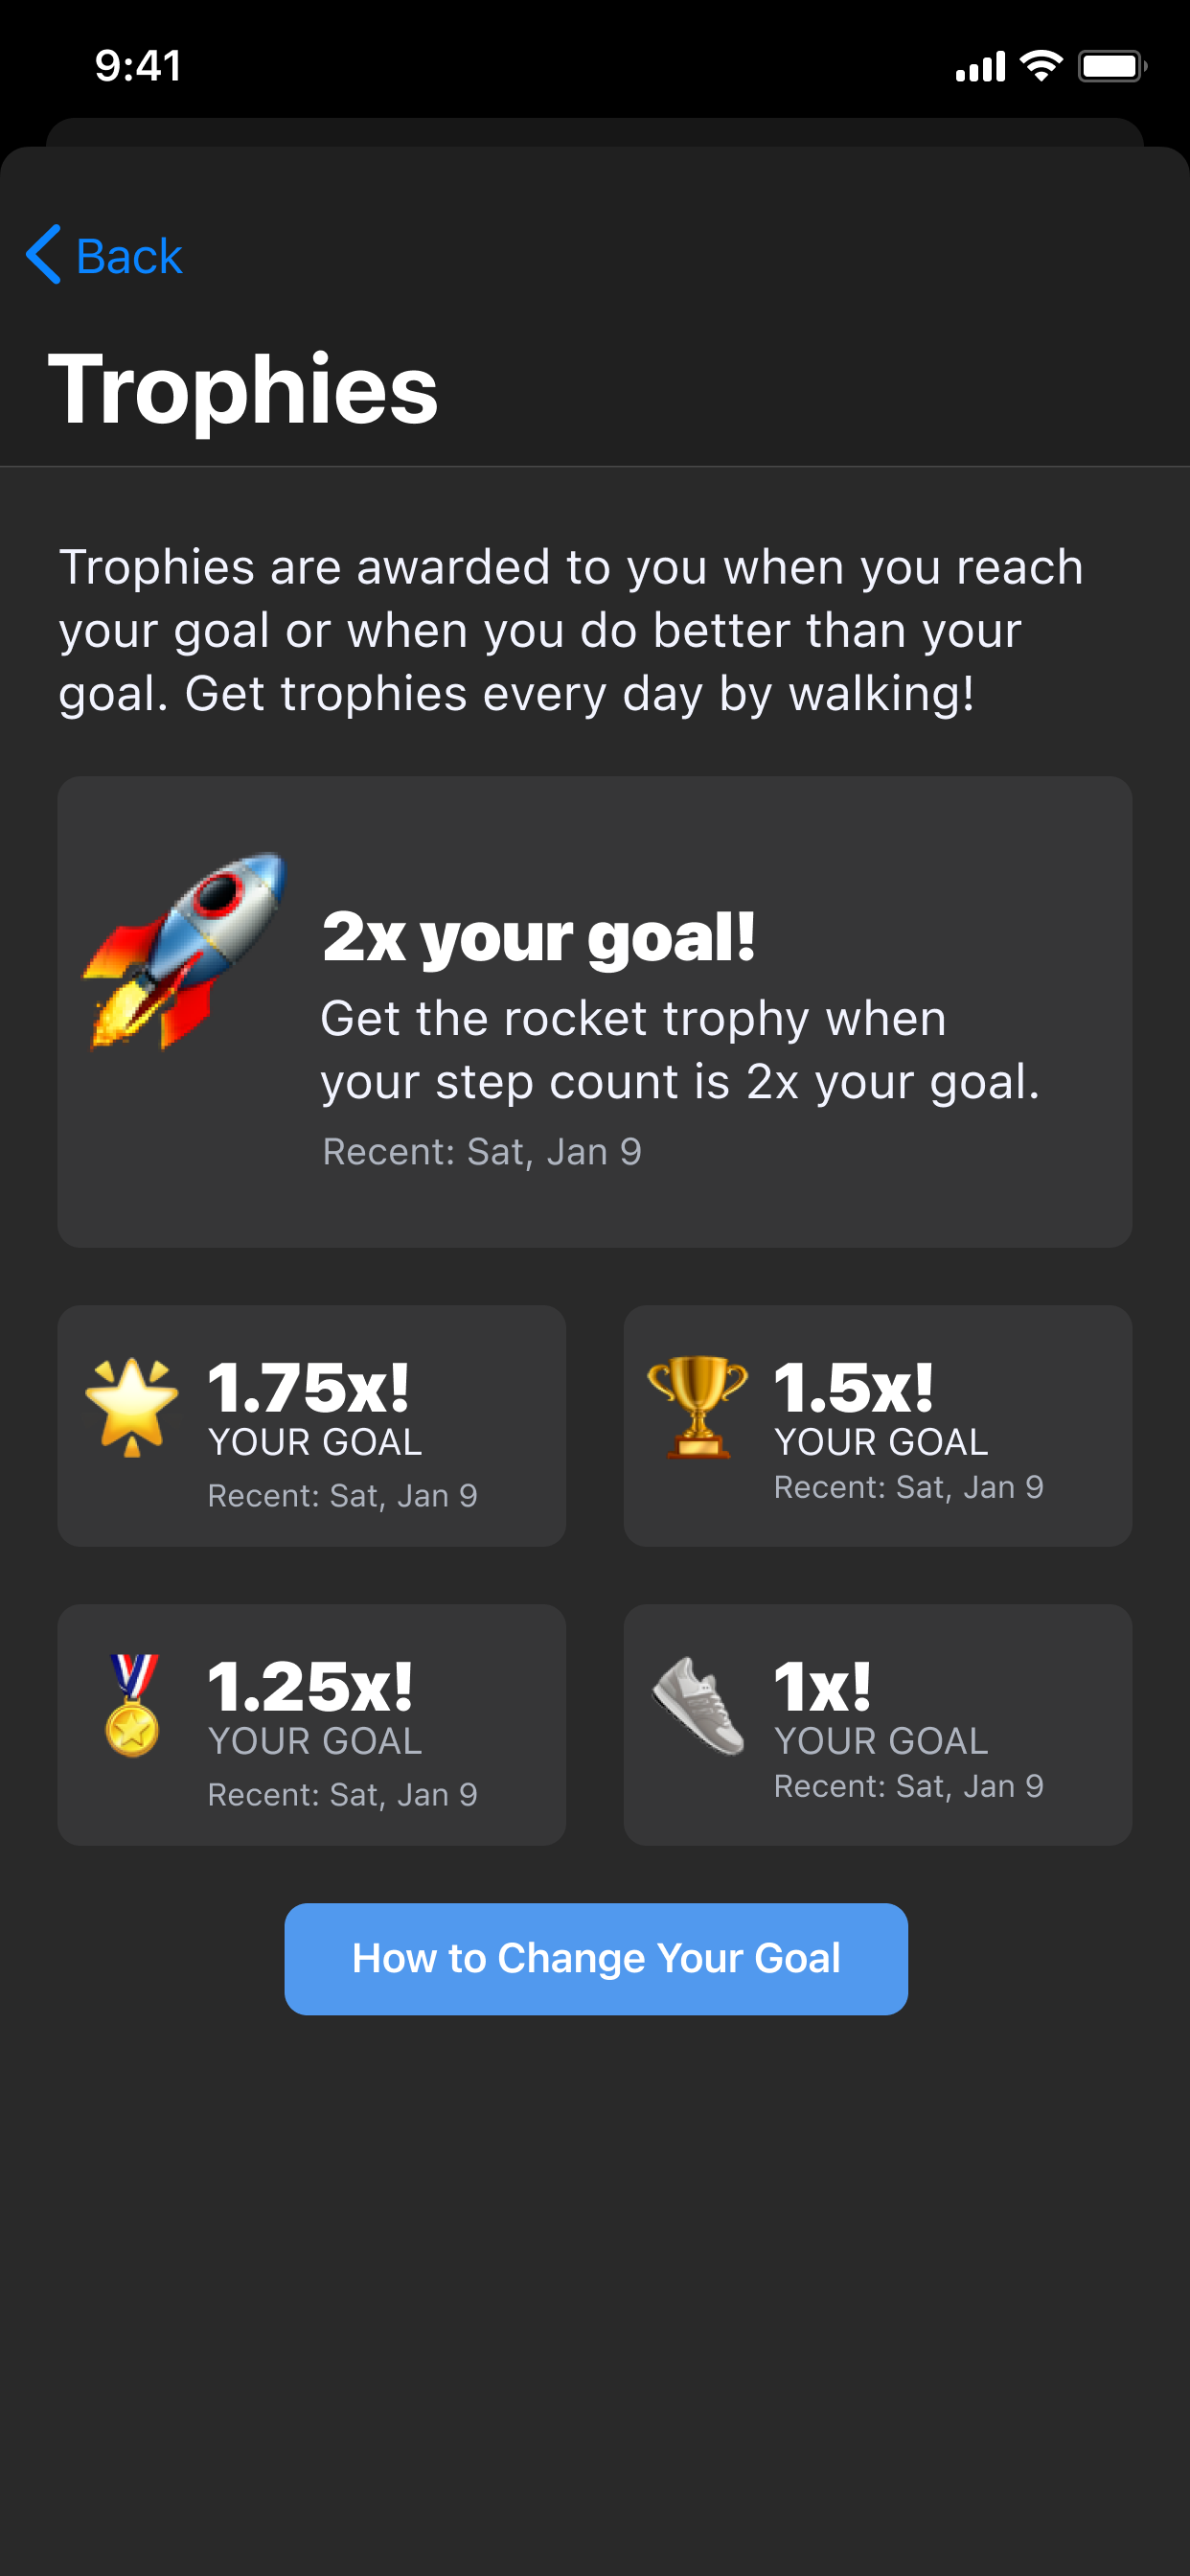 9:41
Back
Trophies
Trophies are awarded to you when you reach
your goal or when you do better than your
goal. Get trophies every day by walking!
2x your goal!
Get the rocket trophy when
your step count is 2x your goal.
Recent: Sat, Jan 9
1.75x!
YOUR GOAL
Recent: Sat, Jan 9
1.5x!
YOUR GOAL
Recent: Sat, Jan 9
1.25x!
YOUR GOAL
Recent: Sat, Jan 9
1x!
YOUR GOAL
Recent: Sat, Jan 9
How to Change Your Goal